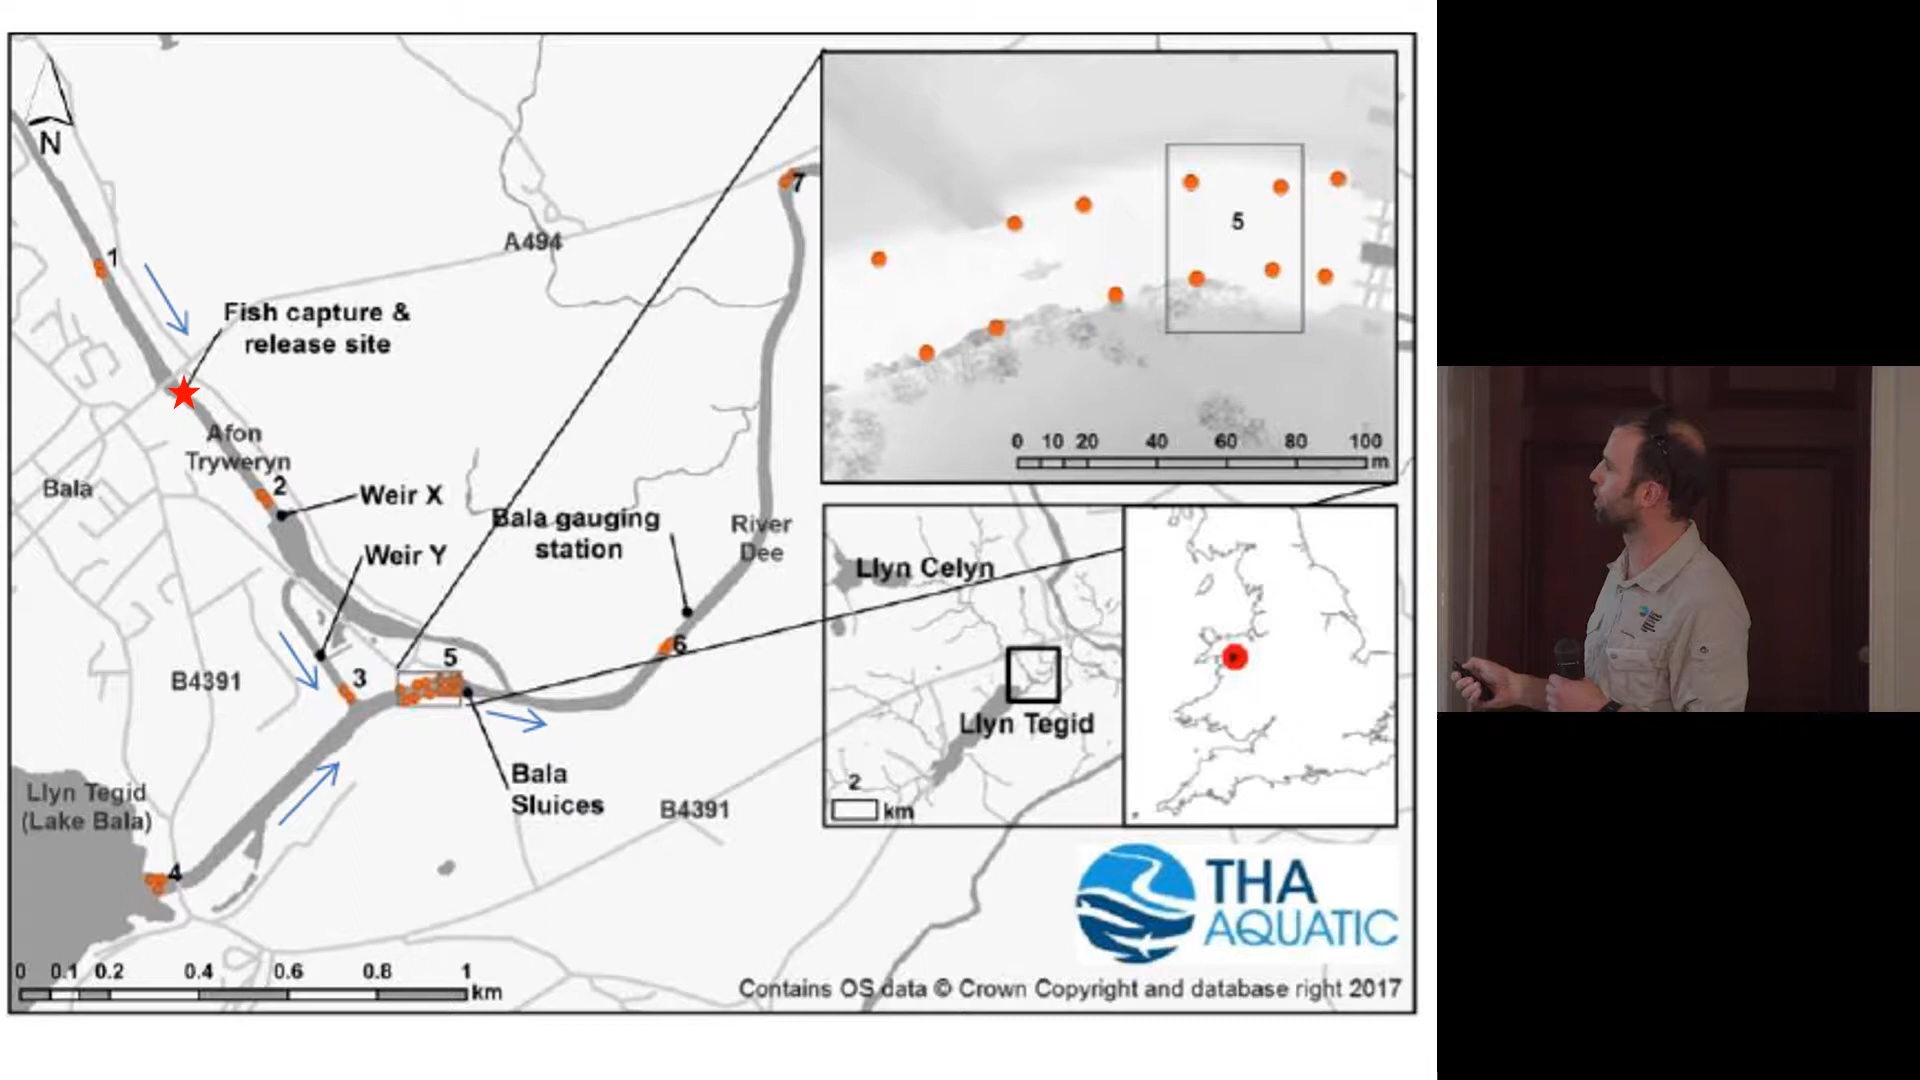 N
1
Fish capture &
release site
Afon
Tryweryn
Bala
2
Weir X
Weir Y
Bala gauging
station
A494
River
Dee
7
6
B4391
3
5
Bala
Sluices
B4391
Llyn Tegid
(Lake Bala)
4
0 0.1 0.2 0.4 0.6 0.8 1
km
5
0 10 20 40 60 80 100
m
Llyn Celyn
Llyn Tegid
2
km
THA
AQUATIC
Contains OS data © Crown Copyright and database right 2017